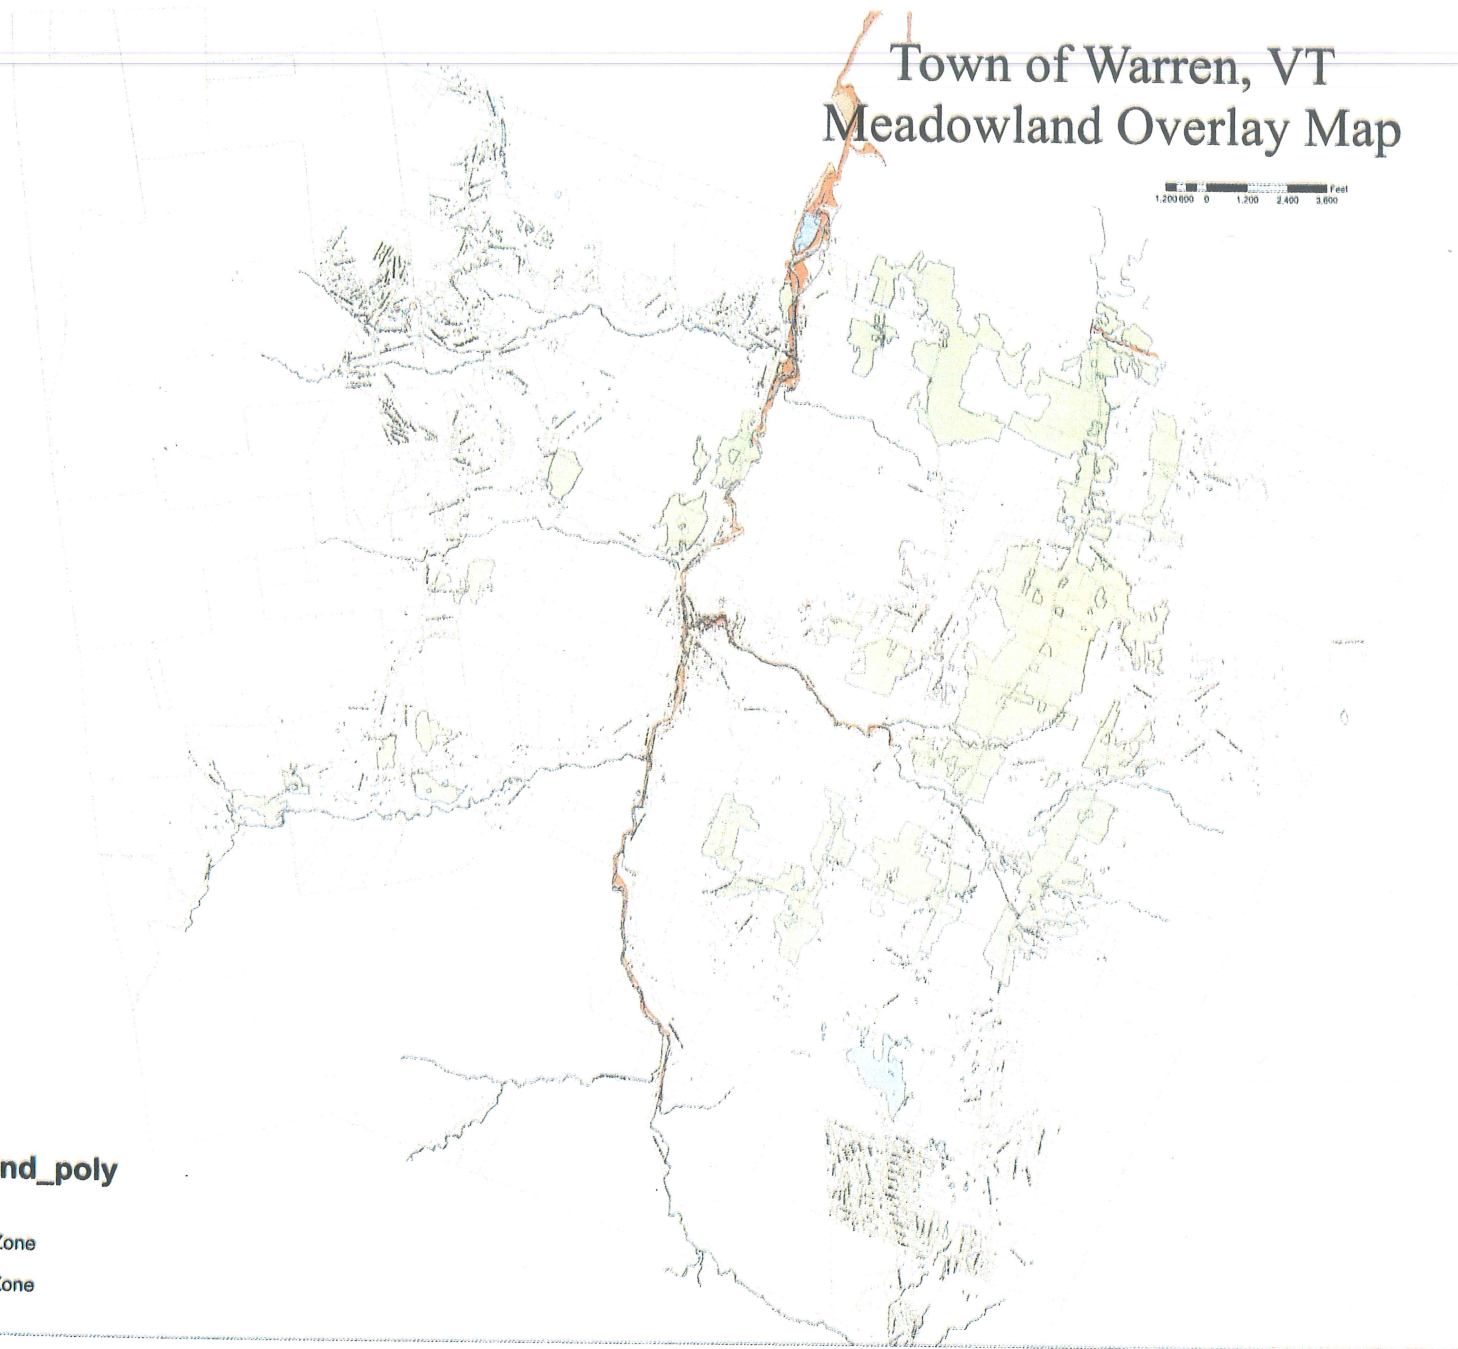 Town of Warren, VT
Meadowland Overlay Map
Feet
1,200 600 0 1,200 2,400 3,600
nd_poly
Zone
Zone